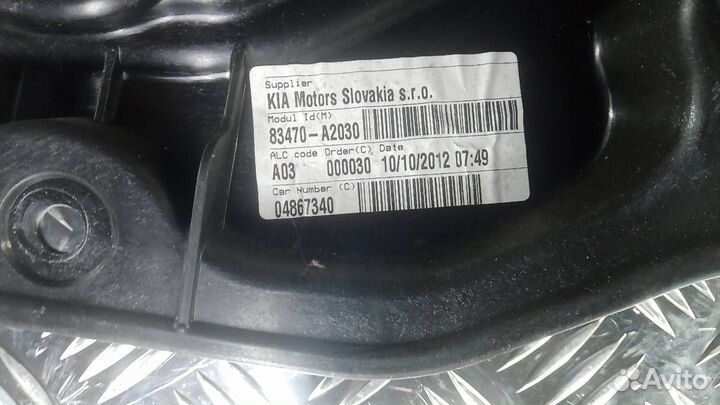 Supplier
KIA Motors Slovakia s.r.o.
Modul Id(M)
83470-A2030
ALC code Order(C) Date
A03 000030 10/10/2012 07:49
Car Number (C)
04867340
Avito